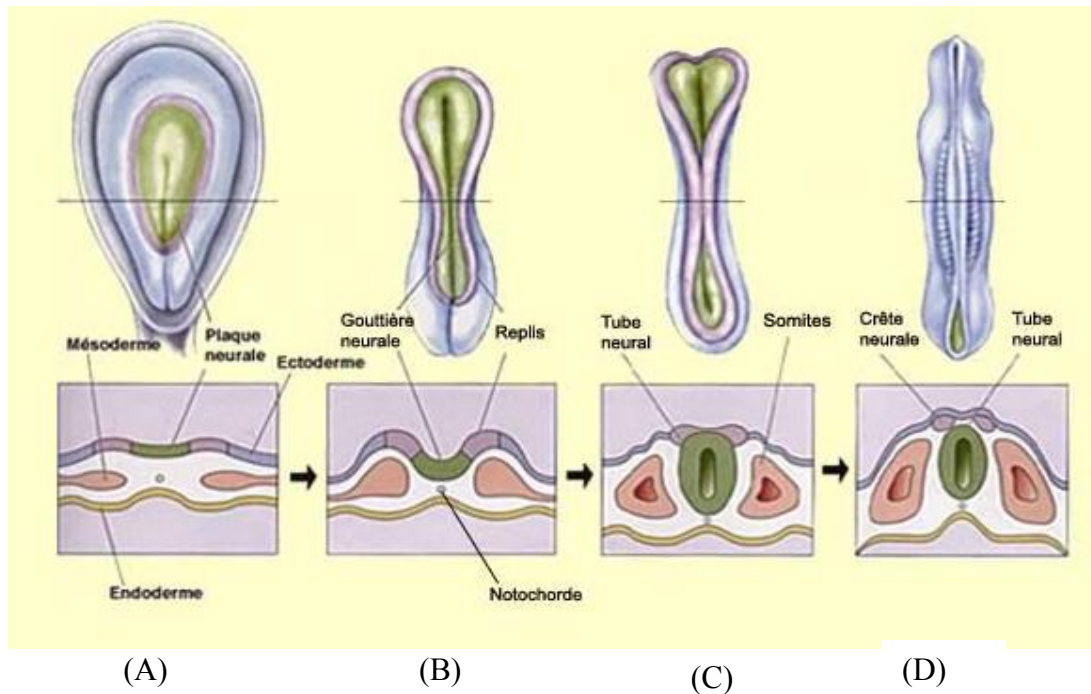 Mésoderme
Plaque
neurale
Ectoderme
Endoderme
Gouttière
neurale
Replis
Notochorde
Tube
neural
Somites
Crête
neurale
Tube
neural
(A)
(B)
(C)
(D)